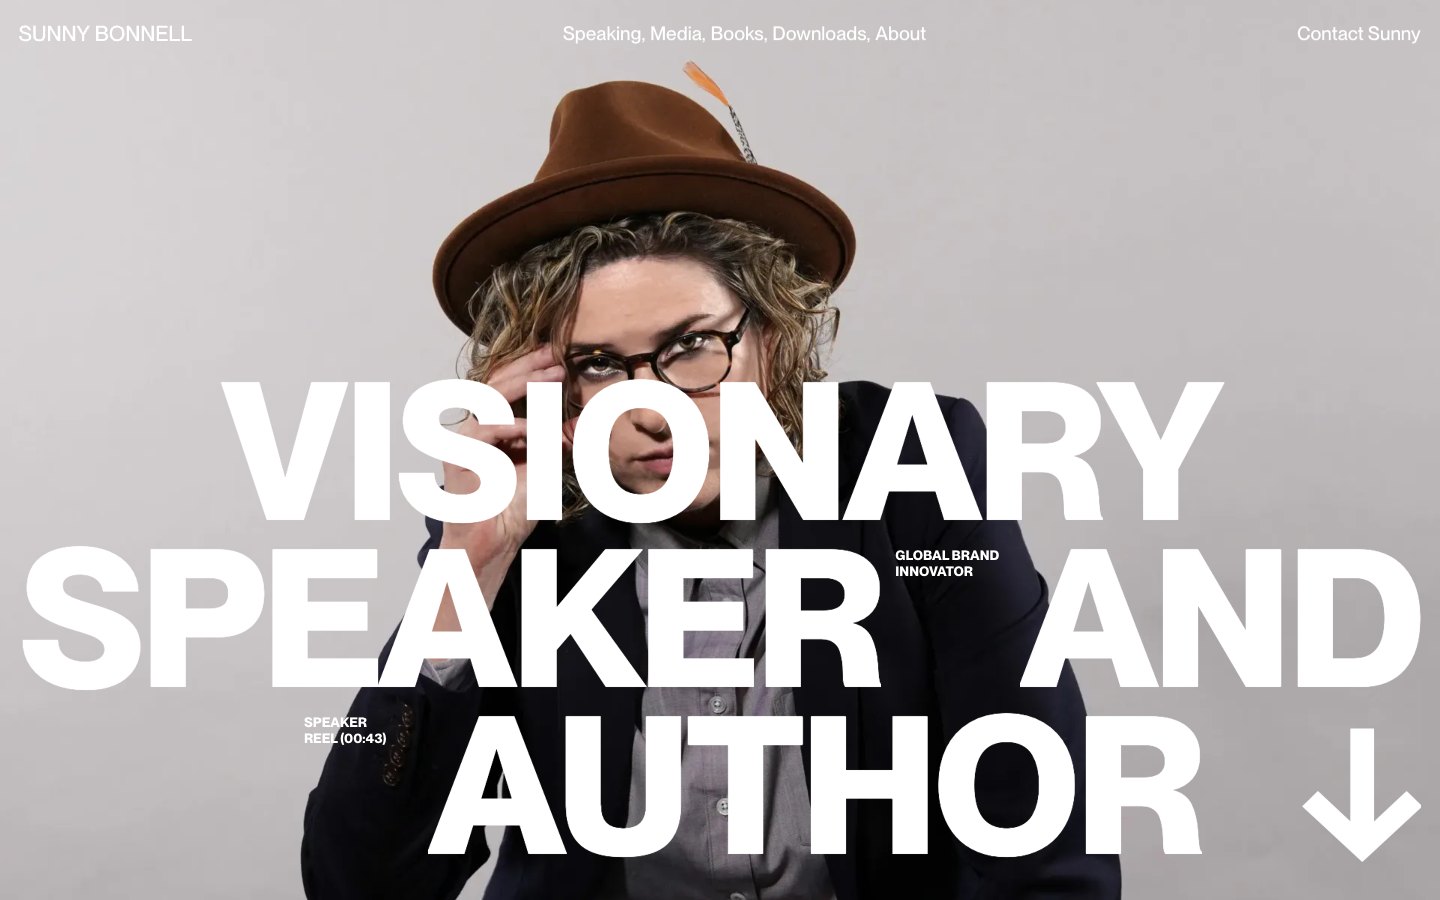 SUNNY BONNELL
Speaking, Media, Books, Downloads, About
Contact Sunny
VISIONARY
SPEAKER AND
GLOBAL BRAND
INNOVATOR
SPEAKER
REEL (00:43)
AUTHOR